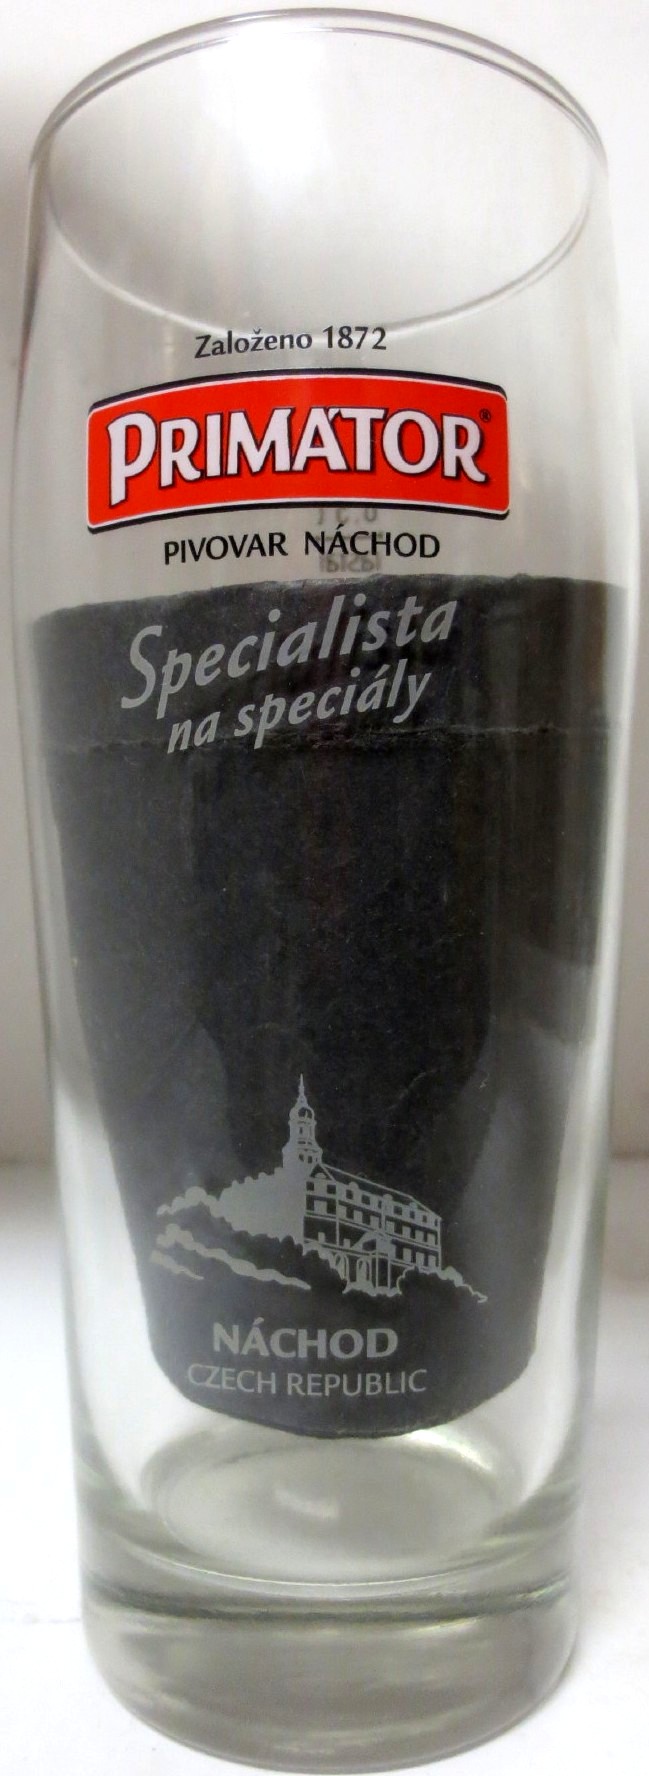 Založeno 1872
PRIMÁTOR®
PIVOVAR NÁCHOD
Specialista
na speciály
NÁCHOD
CZECH REPUBLIC